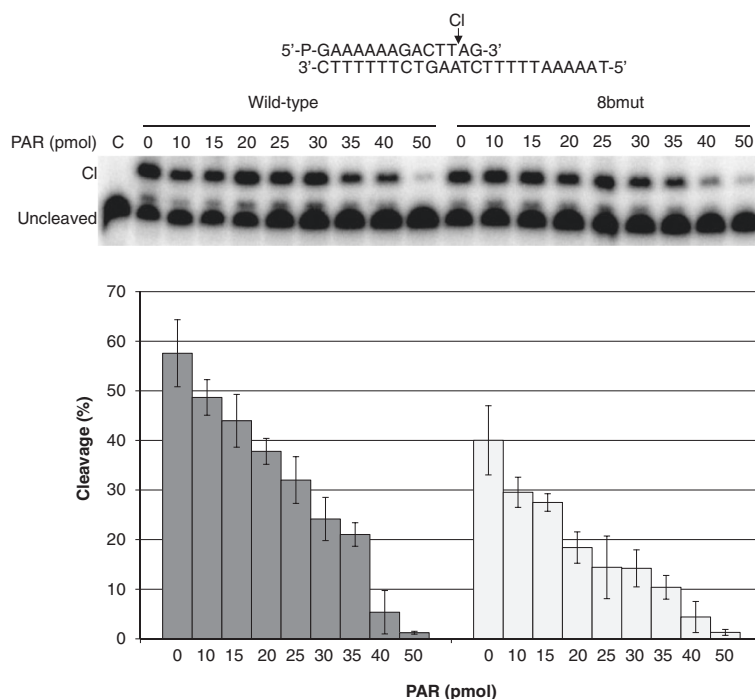 Cl
5'-P-GAAAAAAGACTTAG-3'
3'-CTTTTTTCTGAATCTTTTTAAAAAT-5'
Wild-type 8bmut
PAR (pmol) C 0 10 15 20 25 30 35 40 50 0 10 15 20 25 30 35 40 50
Cl
Uncleaved
70
60
50
40
30
20
10
0
Cleavage (%)
0 10 15 20 25 30 35 40 50 0 10 15 20 25 30 35 40 50
PAR (pmol)